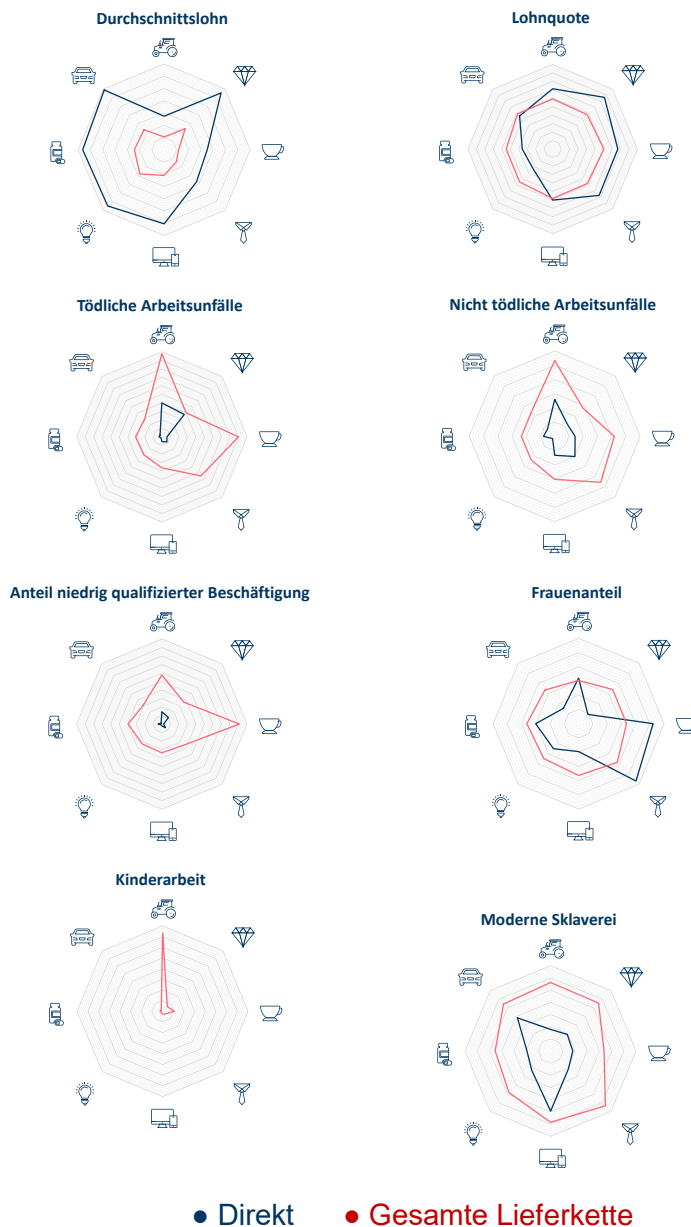 Durchschnittslohn
Lohnquote
Tödliche Arbeitsunfälle
Nicht tödliche Arbeitsunfälle
Anteil niedrig qualifizierter Beschäftigung
Frauenanteil
Kinderarbeit
Moderne Sklaverei
● Direkt ● Gesamte Lieferkette